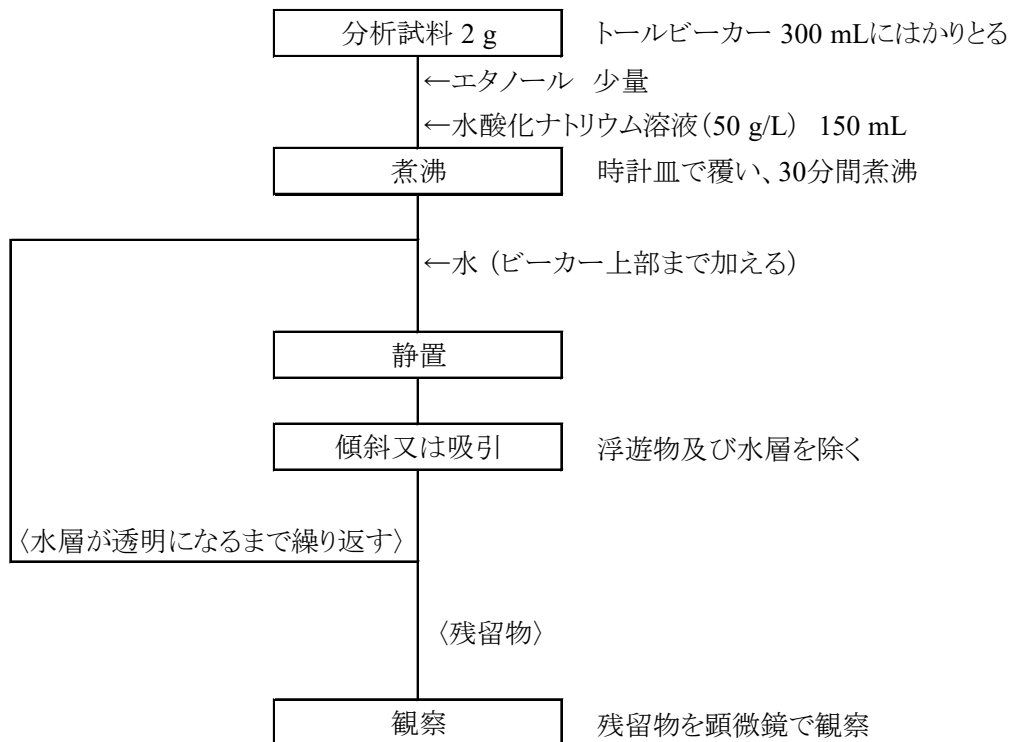 分析試料 2 g　トールビーカー 300 mLにはかりとる
←エタノール　少量
←水酸化ナトリウム溶液(50 g/L)　150 mL
煮沸　時計皿で覆い、30分間煮沸
←水 (ビーカー上部まで加える)
静置
傾斜又は吸引　浮遊物及び水層を除く
〈水層が透明になるまで繰り返す〉
〈残留物〉
観察　残留物を顕微鏡で観察